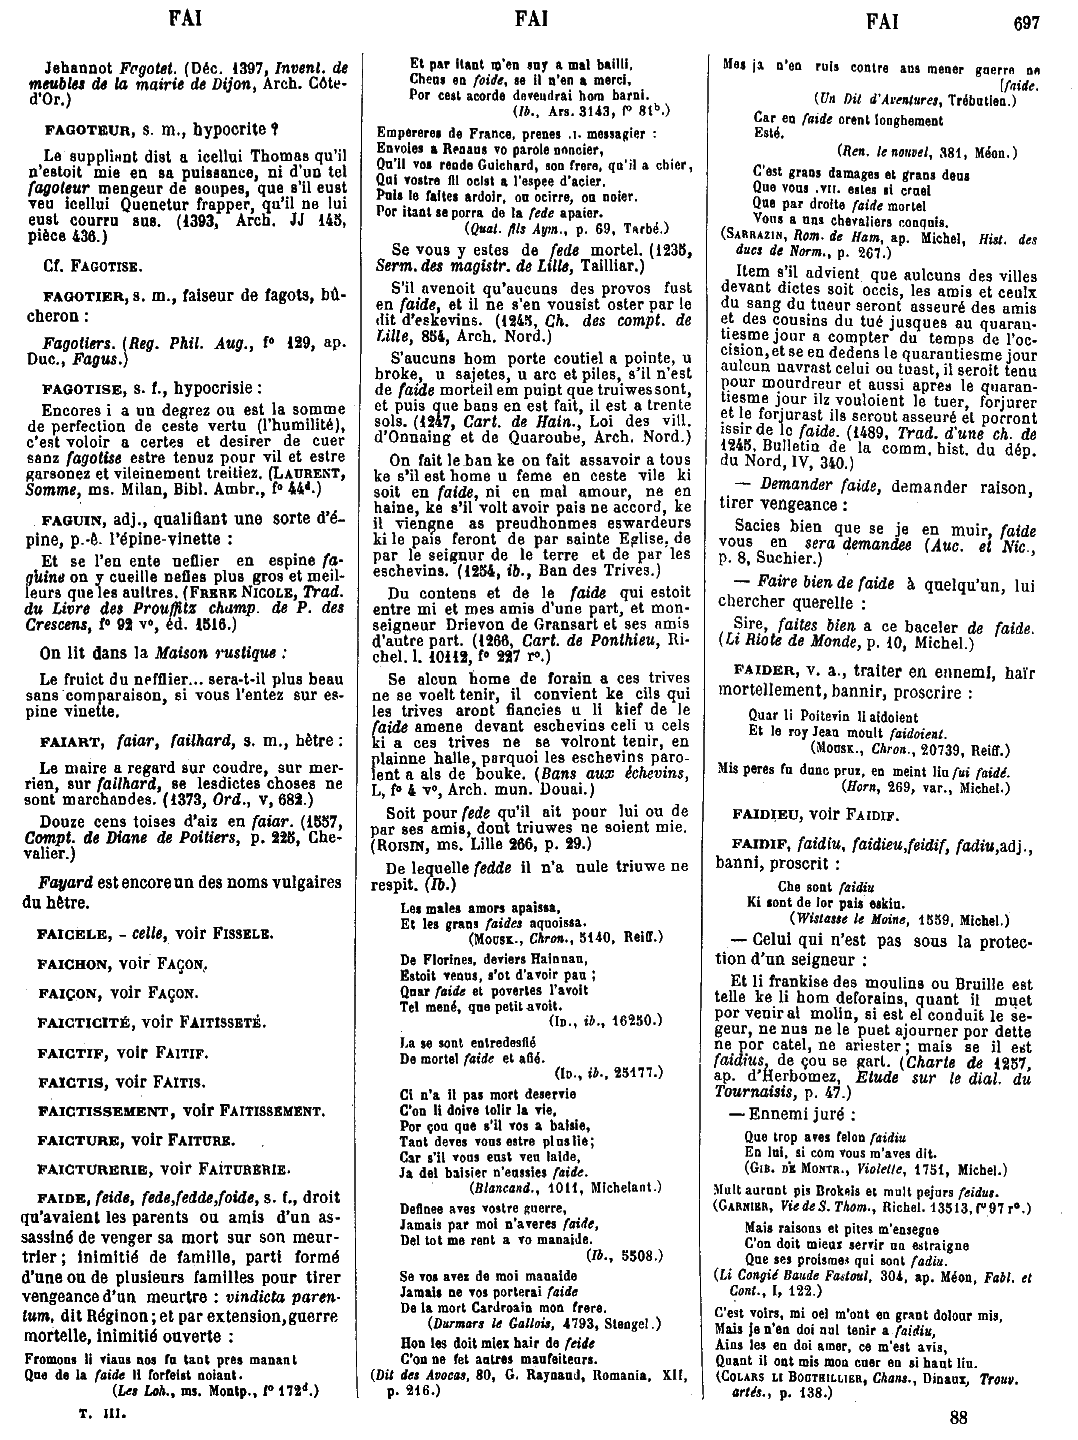 FAI
FAI
FAI
697
Jehannot Fagotet. (Déc. 1397, Invent. de
meubles de la mairie de Dijon, Arch. Côte-
d'Or.)
FAGOTEUR, s. m., hypocrite ?
Le suppliant dist a icellui Thomas qu'il
n'estoit mie en sa puissance, ni d'un tel
fagoteur mengeur de soupes, que s'il eust
veu icellui Quenetur frapper, qu'il ne lui
eust courru sus. (1393, Arch. JJ 145,
pièce 436.)
Cf. FAGOTISE.
FAGOTIER, s. m., faiseur de fagots, bû-
cheron :
Fagotiers. (Reg. Phil. Aug., f° 129, ap.
Duc., Fagus.)
FAGOTISE, s. f., hypocrisie :
Encores i a un degrez ou est la somme
de perfection de ceste vertu (l'humilité),
c'est voloir a certes et desirer de cuer
sanz fagotise estre tenuz pour vil et estre
garsonez et vileinement treitiez. (LAURENT,
Somme, ms. Milan, Bibl. Ambr., f° 44d.)
FAGUIN, adj., qualifiant une sorte d'é-
pine, p.-ê. l'épine-vinette :
Et se l'en ente neflier en espine fa-
guine on y cueille nefles plus gros et meil-
leurs que les aultres. (FRERE NICOLE, Trad.
du Livre des Prouffitz champ. de P. des
Crescens, f° 92 v°, éd. 1516.)
On lit dans la Maison rustique :
Le fruict du nefflier... sera-t-il plus beau
sans comparaison, si vous l'entez sur es-
pine vinette.
FAIART, faiar, failhard, s. m., hêtre :
Le maire a regard sur coudre, sur mer-
rien, sur failhard, se lesdictes choses ne
sont marchandes. (1373, Ord., V, 682.)
Douze cens toises d'aiz en faiar. (1557,
Compt. de Diane de Poitiers, p. 225, Che-
valier.)
Fayard est encore un des noms vulgaires
du hêtre.
FAICELE, - celle, voir FISSELE.
FAICHON, voir FAÇON.
FAIÇON, voir FAÇON.
FAICTICITÉ, voir FAITISSETÉ.
FAICTIF, voir FAITIF.
FAICTIS, voir FAITIS.
FAICTISSEMENT, voir FAITISSEMENT.
FAICTURE, voir FAITURE.
FAICTURERIE, voir FAITURERIE.
FAIDE, feide, fede, fedde, foide, s. f., droit
qu'avaient les parents ou amis d'un as-
sassiné de venger sa mort sur son meur-
trier ; inimitié de famille, parti formé
d'une ou de plusieurs familles pour tirer
vengeance d'un meurtre : vindicta paren-
tum, dit Réginon ; et par extension, guerre
mortelle, inimitié ouverte :
Fromons li viaus nos fu tant pres manant
Que de la faide li forfeist noiant.
(Les Loh., ms. Montp., f° 172d.)
T. III.
Et par itant m'en suy a mal bailli,
Cheus en foide, se il n'en a merci,
Por cest acorde devendrai hom barni.
(Ib., Ars. 3143, f° 81b.)
Empereres de France, prenes .I. messagier :
Envoies a Renaus vo parole noncier,
Qu'il vos rende Guichard, son frere, qu'il a chier,
Qui vostre fil ocist a l'espee d'acier.
Puis le faites ardoir, ou ocirre, ou noier.
Por itant se porra de la fede apaier.
(Quat. fils Aym., p. 69, Tarbé.)
Se vous y estes de fede mortel. (1235,
Serm. des magistr. de Lille, Tailliar.)
S'il avenoit qu'aucuns des provos fust
en faide, et il ne s'en vousist oster par le
dit d'eskevins. (1245, Ch. des compt. de
Lille, 854, Arch. Nord.)
S'aucuns hom porte coutiel a pointe, u
broke, u sajetes, u arc et piles, s'il n'est
de faide morteil em puint que truiwes sont,
et puis que bans en est fait, il est a trente
sols. (1247, Cart. de Hain., Loi des vill.
d'Onnaing et de Quaroube, Arch. Nord.)
On fait le ban ke on fait assavoir a tous
ke s'il est home u feme en ceste vile ki
soit en faide, ni en mal amour, ne en
haine, ke s'il volt avoir pais ne accord, ke
il viengne as preudhonmes eswardeurs
ki le pais feront de par sainte Eglise, de
par le seignur de le terre et de par les
eschevins. (1254, ib., Ban des Trives.)
Du contens et de le faide qui estoit
entre mi et mes amis d'une part, et mon-
seigneur Drievon de Gransart et ses amis
d'autre part. (1266, Cart. de Ponthieu, Ri-
chel. l. 10112, f° 227 r°.)
Se alcun home de forain a ces trives
ne se voelt tenir, il convient ke cils qui
les trives aront fiancies u li kief de le
faide amene devant eschevins celi u cels
ki a ces trives ne se volront tenir, en
plainne halle, parquoi les eschevins paro-
lent a als de bouke. (Bans aux échevins,
L, f° 4 v°, Arch. mun. Douai.)
Soit pour fede qu'il ait pour lui ou de
par ses amis, dont triuwes ne soient mie.
(ROISIN, ms. Lille 266, p. 29.)
De lequelle fedde il n'a nule triuwe ne
respit. (Ib.)
Les males amors apaissa,
Et les grans faides aquoissa.
(MOUSK., Chron., 5140, Reiff.)
De Florines, deviers Hainnau,
Estoit venus, s'ot d'avoir pau ;
Quar faide et povertes l'avoit
Tel mené, que petit avoit.
(ID., ib., 16250.)
La se sont entredesfié
De mortel faide et afié.
(ID., ib., 25177.)
Ci n'a il pas mort deservie
C'on li doive tolir la vie,
Por çou que s'il vos a baisie,
Tant deves vous estre plus lié ;
Car s'il vous eust veu laide,
Ja del baisier n'eussies faide.
(Blancand., 1011, Michelant.)
Definee aves vostre guerre,
Jamais par moi n'averes faide,
Del tot me rent a vo manaide.
(Ib., 5508.)
Se vos avez de moi manaide
Jamais ne vos porterai faide
De la mort Cardroain mon frere.
(Durmars le Gallois, 4793, Stengel.)
Hon les doit miex hair de feide
C'on ne fet autres maufeiteurs.
(Dit des Avocas, 80, G. Raynaud, Romania, XII,
p. 216.)
Mes ja n'en ruis contre aus mener guerre ne
[faide.
(Un Dit d'Aventures, Trébutien.)
Car en faide orent longhement
Esté.
(Ren. le nouvel, 381, Méon.)
C'est grans damages et grans deus
Que vous .VII. estes si cruel
Que par droite faide mortel
Vous a uns chevaliers conquis.
(SARRAZIN, Rom. de Ham, ap. Michel, Hist. des
ducs de Norm., p. 267.)
Item s'il advient que aulcuns des villes
devant dictes soit occis, les amis et ceulx
du sang du tueur seront asseuré des amis
et des cousins du tué jusques au quaran-
tiesme jour a compter du temps de l'oc-
cision, et se en dedens le quarantiesme jour
aulcun navrast celui ou tuast, il seroit tenu
pour mourdreur et aussi apres le quaran-
tiesme jour ilz vouloient le tuer, forjurer
et le forjurast ils seront asseuré et porront
issir de le faide. (1489, Trad. d'une ch. de
1245, Bulletin de la comm. hist. du dép.
du Nord, IV, 340.)
— Demander faide, demander raison,
tirer vengeance :
Sacies bien que se je en muir, faide
vous en sera demandee (Auc. et Nic.,
p. 8, Suchier.)
— Faire bien de faide à quelqu'un, lui
chercher querelle :
Sire, faites bien a ce baceler de faide.
(Li Riote de Monde, p. 10, Michel.)
FAIDER, v. a., traiter en ennemi, haïr
mortellement, bannir, proscrire :
Quar li Poitevin li aidoient
Et le roy Jean moult faidoient.
(MOUSK., Chron., 20739, Reiff.)
Mis peres fu dunc pruz, en meint liu fui faidé.
(Horn, 269, var., Michel.)
FAIDIEU, voir FAIDIF.
FAIDIF, faidiu, faidieu, feidif, fadiu, adj.,
banni, proscrit :
Che sont faidiu
Ki sont de lor pais eskiu.
(Wistasse le Moine, 1559, Michel.)
— Celui qui n'est pas sous la protec-
tion d'un seigneur :
Et li frankise des moulins ou Bruille est
telle ke li hom deforains, quant il muet
por venir al molin, si est el conduit le se-
geur, ne nus ne le puet ajourner por dette
ne por catel, ne ariester ; mais se il est
faidius, de çou se gart. (Charte de 1257,
ap. d'Herbomez, Etude sur le dial. du
Tournaisis, p. 47.)
— Ennemi juré :
Que trop aves felon faidiu
En lui, si com vous m'aves dit.
(GIB. DE MONTR., Violette, 1751, Michel.)
Mult aurunt pis Brokeis et mult pejurs feidus.
(GARNIER, Vie de S. Thom., Richel. 13513, f° 97 r°.)
Mais raisons et pites m'ensegne
C'on doit mieux servir un estraigne
Que ses proismes qui sont fadiu.
(Li Congié Baude Fastoul, 304, ap. Méon, Fabl. et
Cont., I, 122.)
C'est voirs, mi oel m'ont en grant dolour mis,
Mais je n'en doi nul tenir a faidiu,
Ains les en doi amer, ce m'est avis,
Quant il ont mis mon cuer en si haut liu.
(COLARS LI BOUTHILLIER, Chans., Dinaux, Trouv.
artés., p. 138.)
88